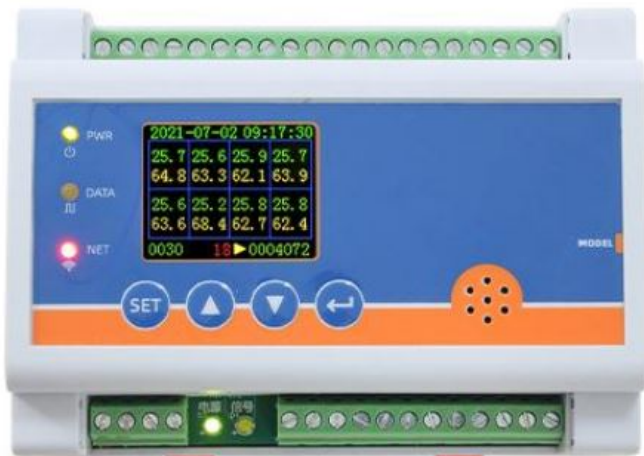 PWR
DATA
NET
2021-07-02 09:17:30
25.7 25.6 25.9 25.7
64.8 63.3 62.1 63.9
25.6 25.2 25.8 25.8
63.6 68.4 62.7 62.4
0030 18 0004072
MODEL
SET
电源 信号